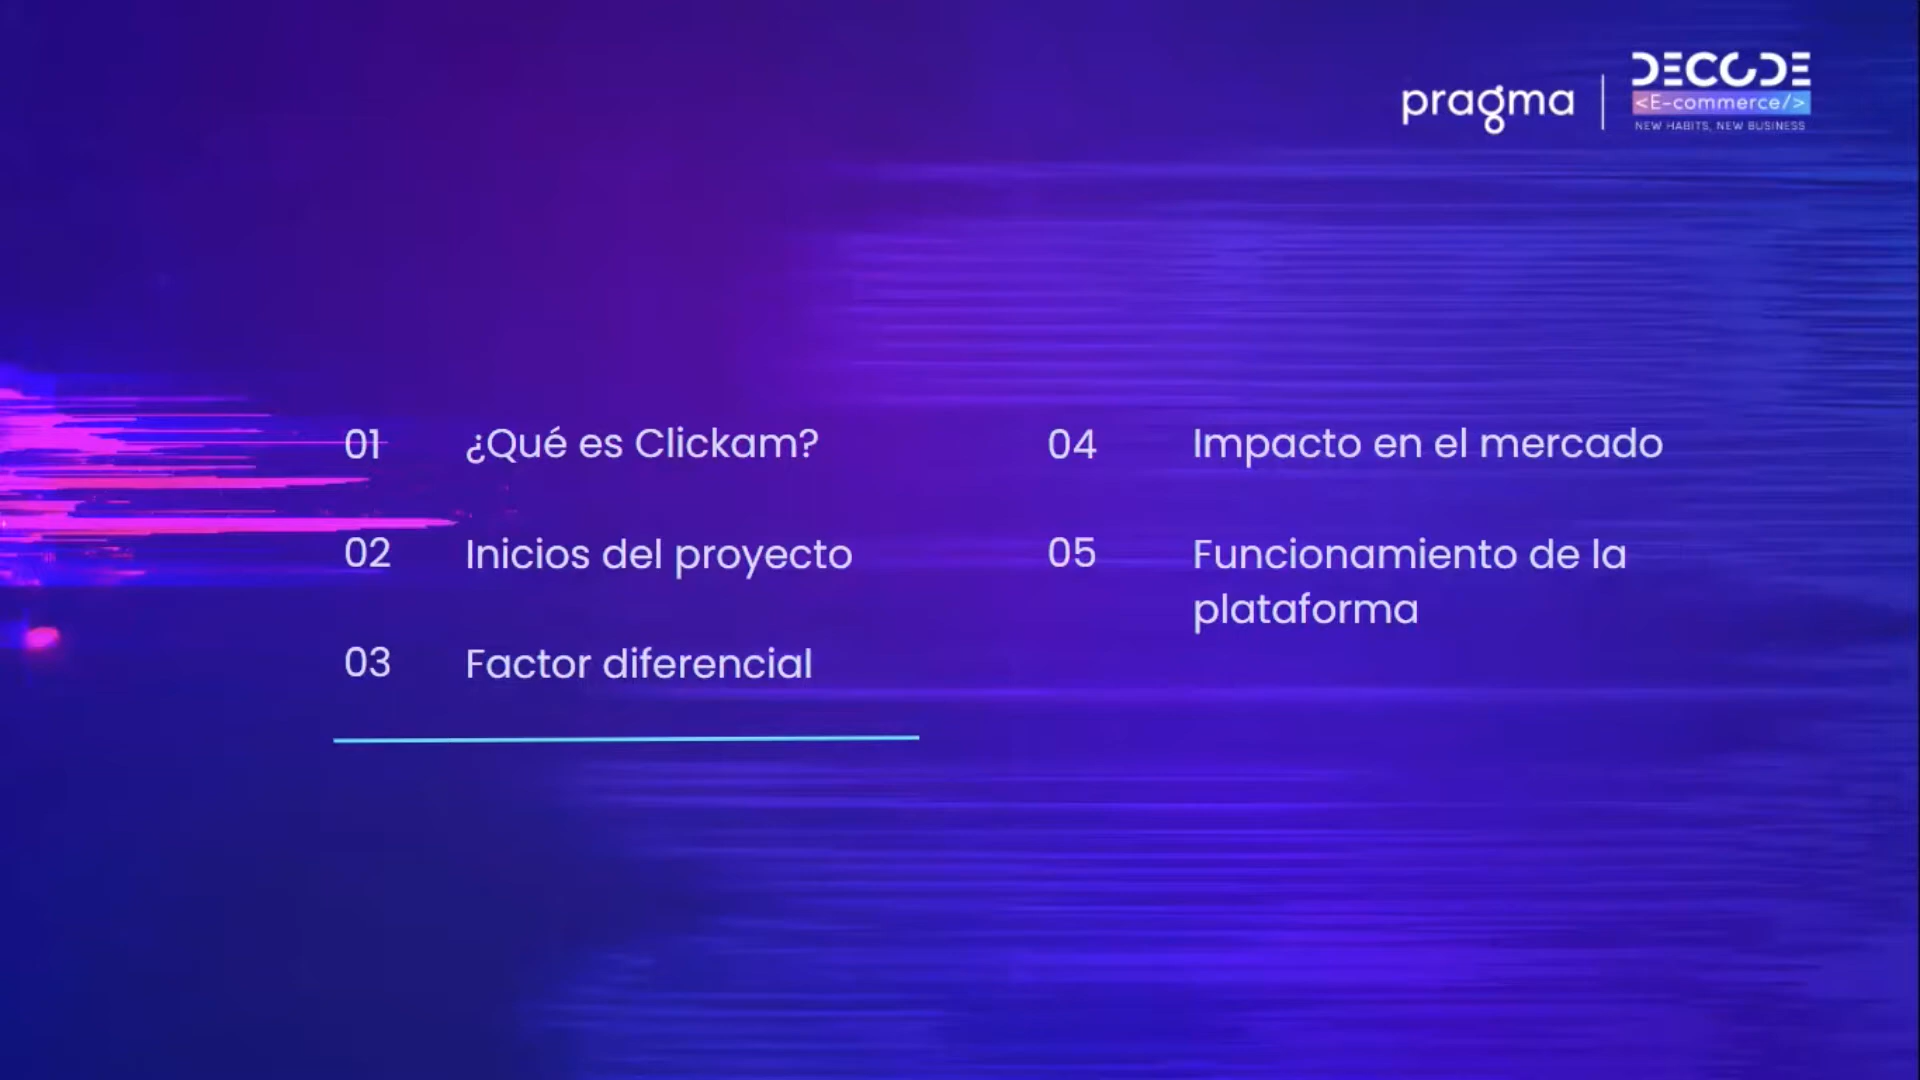 pragma
DECODE
<E-commerce/>
NEW HABITS, NEW BUSINESS
01 ¿Qué es Clickam?
02 Inicios del proyecto
03 Factor diferencial
04 Impacto en el mercado
05 Funcionamiento de la
plataforma